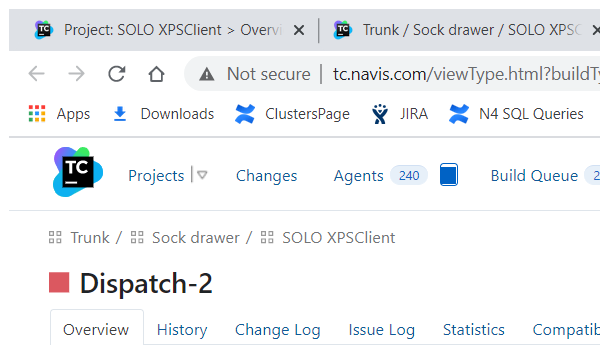 Project: SOLO XPSClient > Overvi
Trunk / Sock drawer / SOLO XPSC
Not secure tc.navis.com/viewType.html?buildTy
Apps Downloads ClustersPage JIRA N4 SQL Queries
TC Projects Changes Agents 240 Build Queue 2
Trunk / Sock drawer / SOLO XPSClient
Dispatch-2
Overview History Change Log Issue Log Statistics Compatib